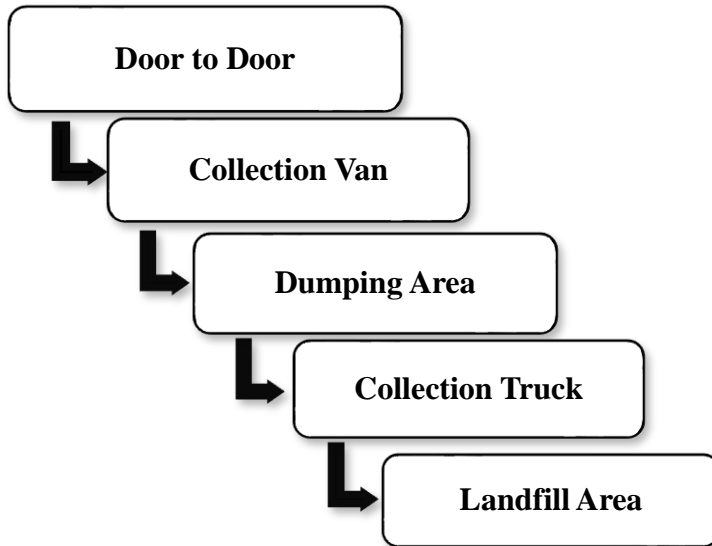 Door to Door
Collection Van
Dumping Area
Collection Truck
Landfill Area